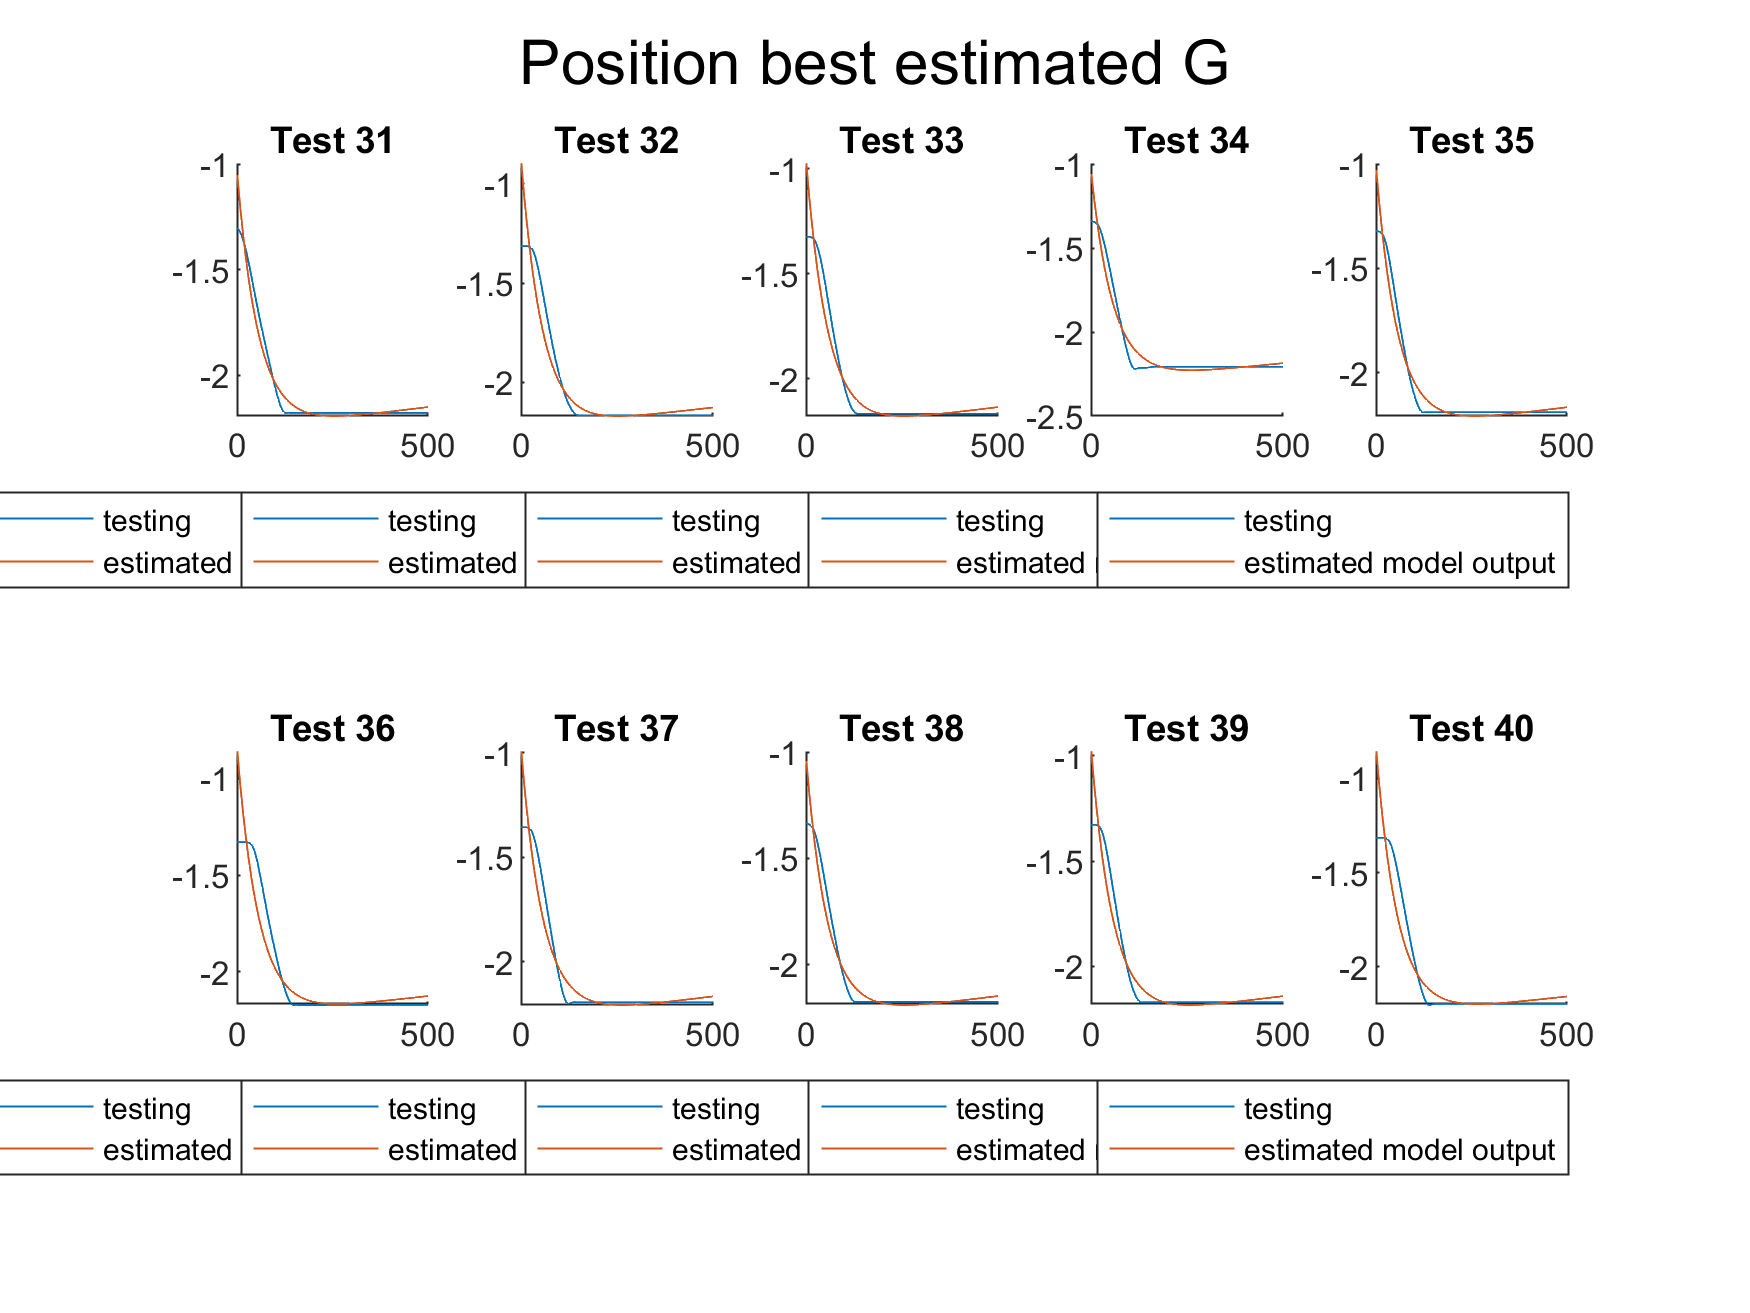 Position best estimated G
Test 31 Test 32 Test 33 Test 34 Test 35
-1 -1 -1 -1 -1
-1.5 -1.5 -1.5 -1.5 -1.5
-2 -2 -2 -2 -2
-2.5
0 500 0 500 0 500 0 500 0 500
testing testing testing testing testing
estimated estimated estimated estimated estimated model output
Test 36 Test 37 Test 38 Test 39 Test 40
-1 -1 -1 -1 -1
-1.5 -1.5 -1.5 -1.5 -1.5
-2 -2 -2 -2 -2
0 500 0 500 0 500 0 500 0 500
testing testing testing testing testing
estimated estimated estimated estimated estimated model output